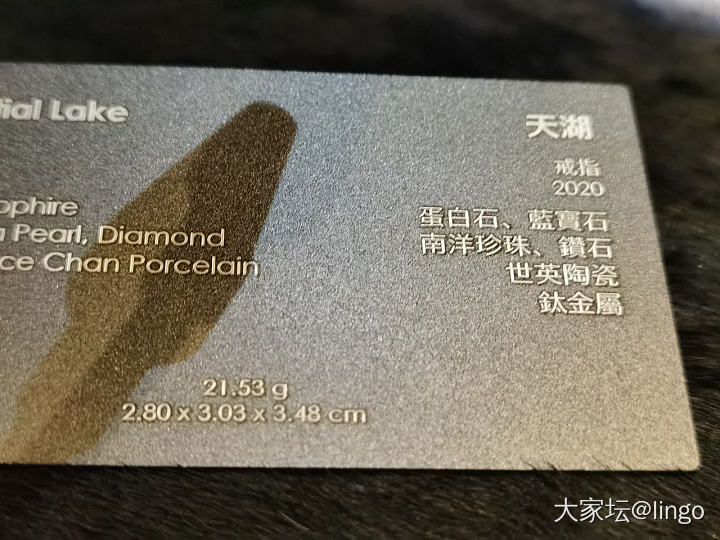 tial Lake
天湖
戒指
2020
pphire
a Pearl, Diamond
ce Chan Porcelain
蛋白石、藍寶石
南洋珍珠、鑽石
世英陶瓷
鈦金屬
21.53 g
2.80 x 3.03 x 3.48 cm
大家坛@lingo